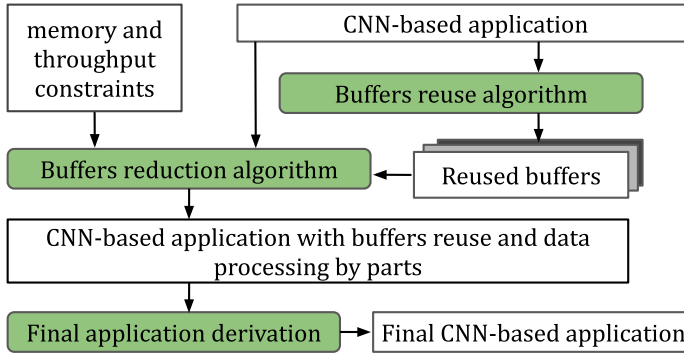 memory and
throughput
constraints
CNN-based application
Buffers reuse algorithm
Buffers reduction algorithm
Reused buffers
CNN-based application with buffers reuse and data
processing by parts
Final application derivation
Final CNN-based application